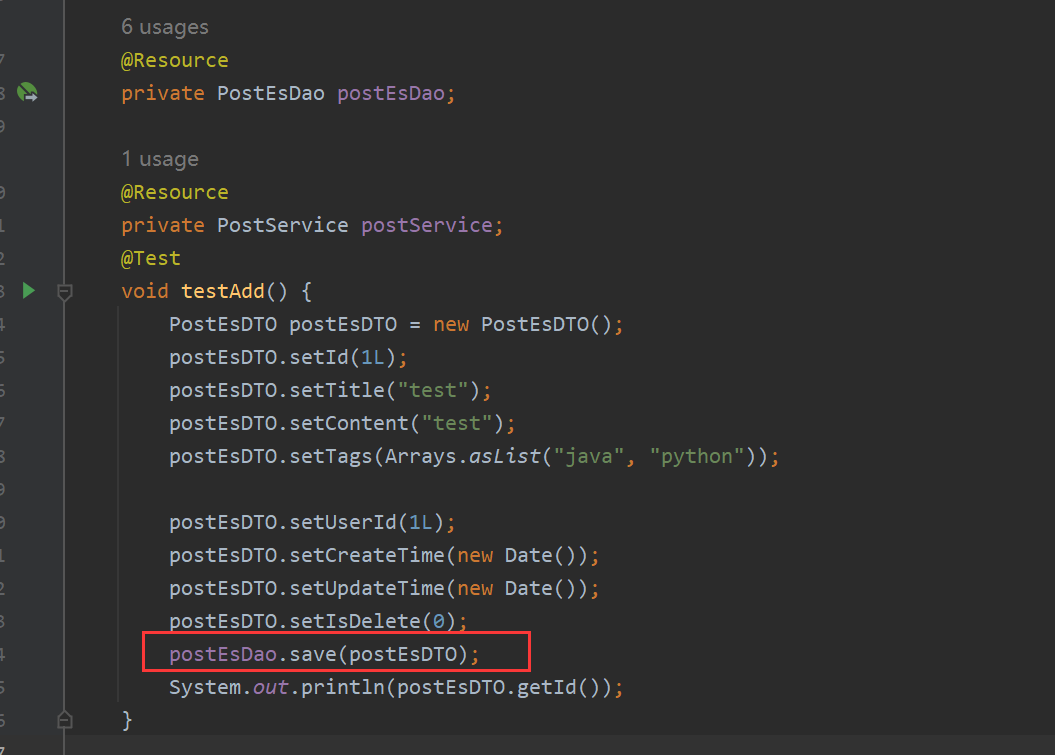 6 usages
@Resource
private PostEsDao postEsDao;
1 usage
@Resource
private PostService postService;
@Test
void testAdd() {
PostEsDTO postEsDTO = new PostEsDTO();
postEsDTO.setId(1L);
postEsDTO.setTitle("test");
postEsDTO.setContent("test");
postEsDTO.setTags(Arrays.asList("java", "python"));
postEsDTO.setUserId(1L);
postEsDTO.setCreateTime(new Date());
postEsDTO.setUpdateTime(new Date());
postEsDTO.setIsDelete(0);
postEsDao.save(postEsDTO);
System.out.println(postEsDTO.getId());
}